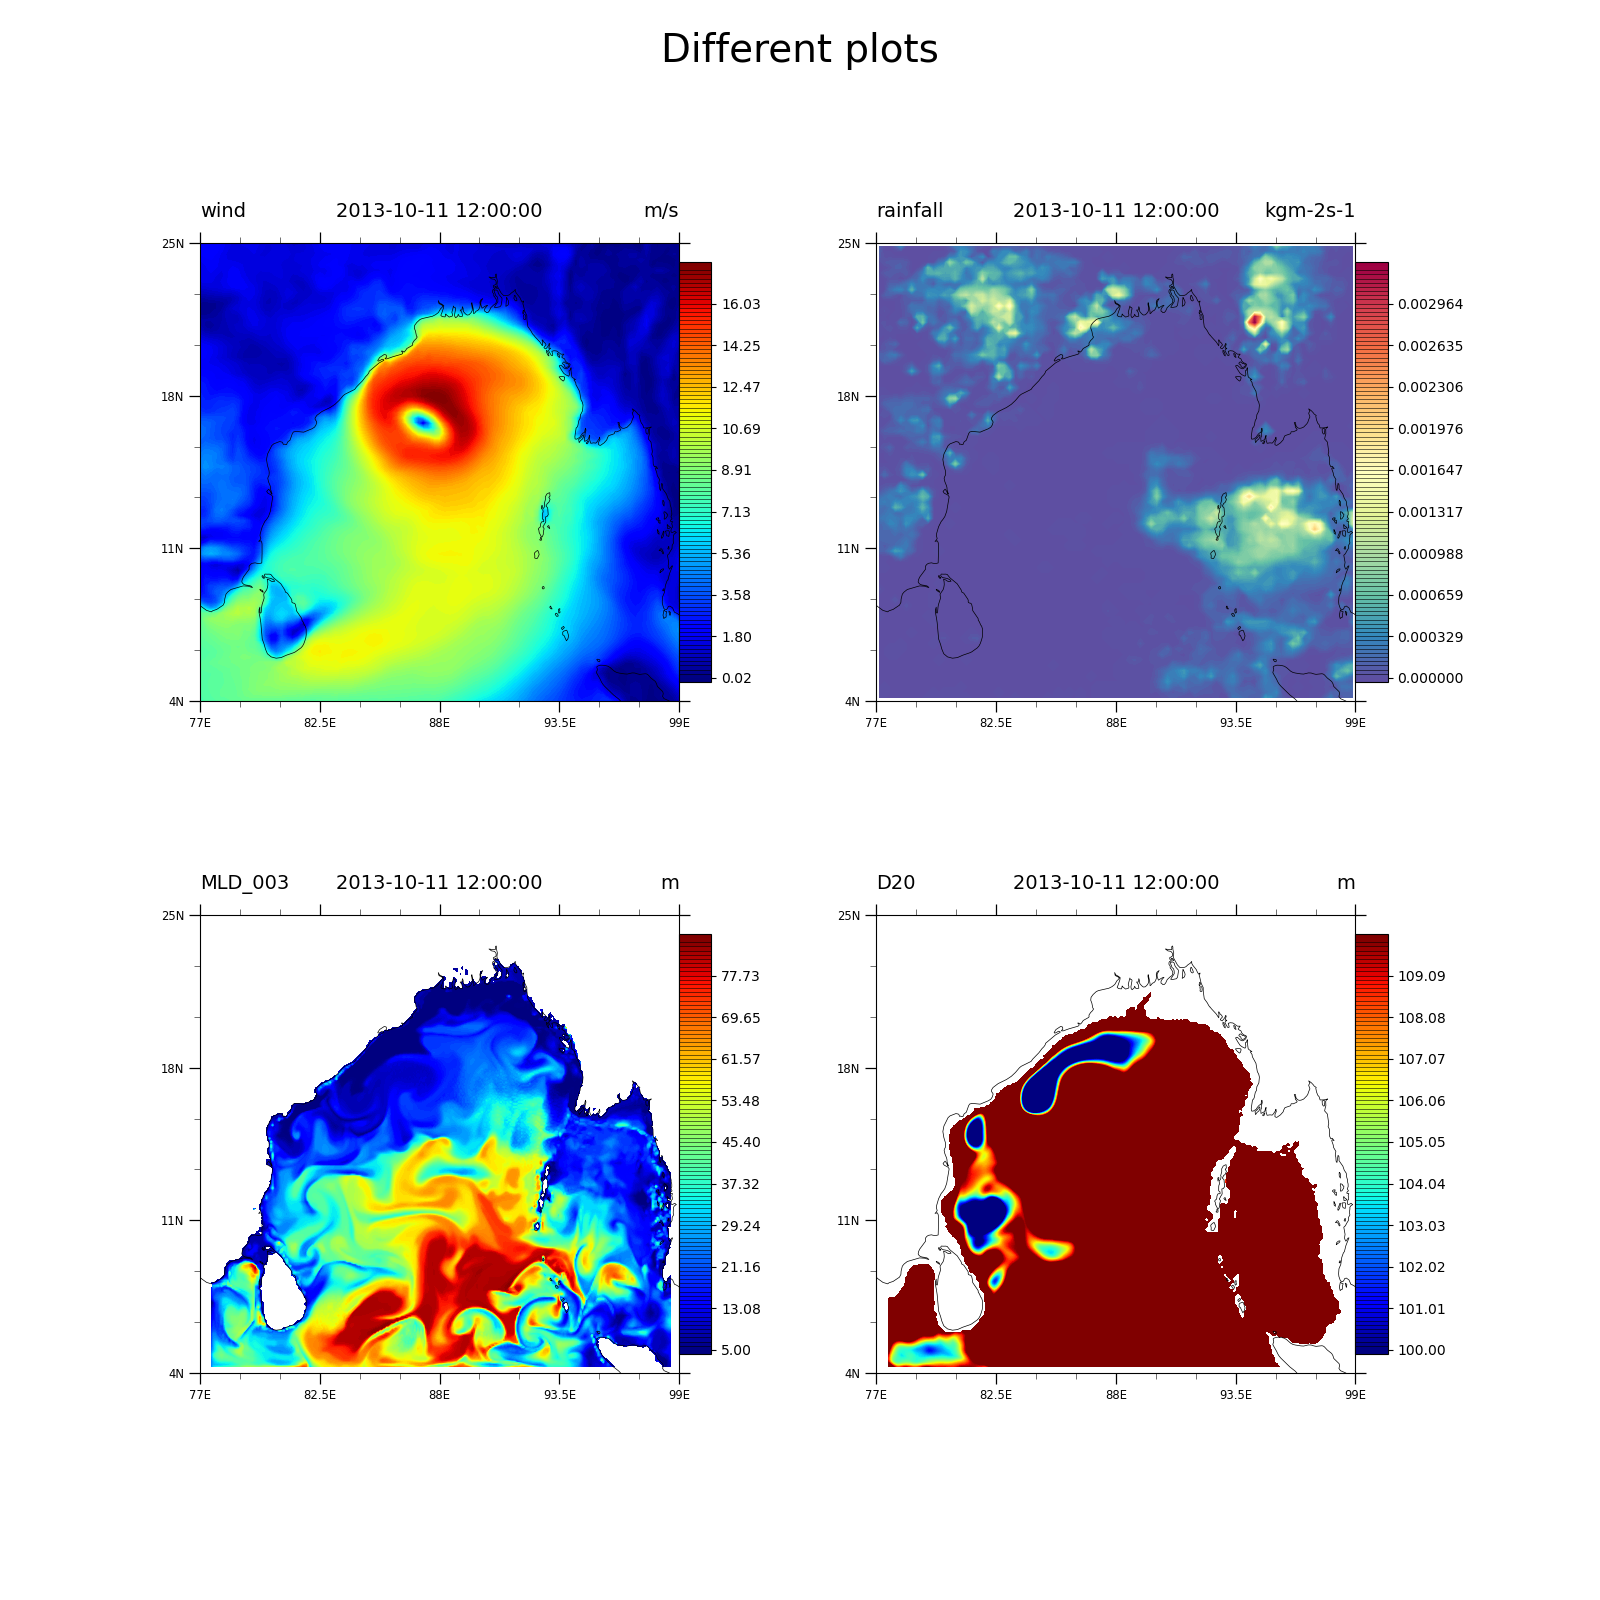 Different plots
wind 2013-10-11 12:00:00 m/s
25N
18N
11N
4N
77E 82.5E 88E 93.5E 99E
16.03
14.25
12.47
10.69
8.91
7.13
5.36
3.58
1.80
0.02
rainfall 2013-10-11 12:00:00 kgm-2s-1
25N
18N
11N
4N
77E 82.5E 88E 93.5E 99E
0.002964
0.002635
0.002306
0.001976
0.001647
0.001317
0.000988
0.000659
0.000329
0.000000
MLD_003 2013-10-11 12:00:00 m
25N
18N
11N
4N
77E 82.5E 88E 93.5E 99E
77.73
69.65
61.57
53.48
45.40
37.32
29.24
21.16
13.08
5.00
D20 2013-10-11 12:00:00 m
25N
18N
11N
4N
77E 82.5E 88E 93.5E 99E
109.09
108.08
107.07
106.06
105.05
104.04
103.03
102.02
101.01
100.00